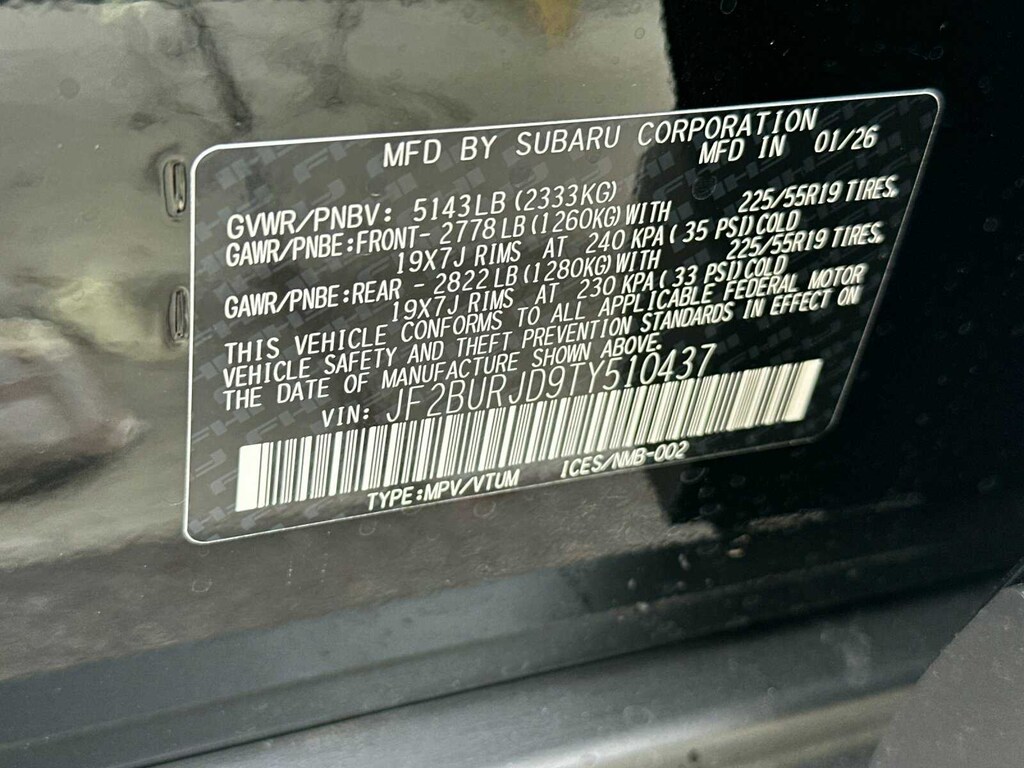 MFD BY SUBARU CORPORATION
MFD IN 01/26
GVWR/PNBV: 5143LB(2333KG)
GAWR/PNBE:FRONT- 2778LB(1260KG)WITH 225/55R19 TIRES,
19X7J RIMS AT 240 KPA( 35 PSI)COLD
GAWR/PNBE:REAR - 2822LB(1280KG)WITH 225/55R19 TIRES,
19X7J RIMS AT 230 KPA( 33 PSI)COLD
THIS VEHICLE CONFORMS TO ALL APPLICABLE FEDERAL MOTOR
VEHICLE SAFETY AND THEFT PREVENTION STANDARDS IN EFFECT ON
THE DATE OF MANUFACTURE SHOWN ABOVE.
VIN: JF2BURJD9TY510437
TYPE:MPV/VTUM ICES/NMB-002